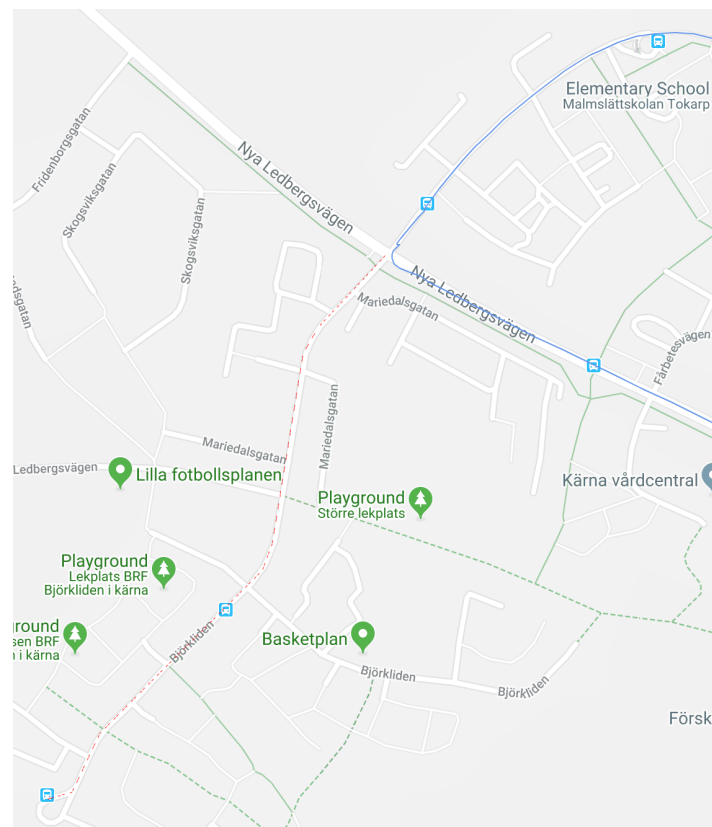 Elementary School
Malmslättskolan Tokarp
Fridenborgsgatan
Nya Ledbergsvägen
Skogsviksgatan
Skogsviksgatan
Nya Ledbergsvägen
Mariedalsgatan
Fårbetesvägen
Mariedalsgatan
Mariedalsgatan
Ledbergsvägen
Lilla fotbollsplanen
Kärna vårdcentral
Playground
Större lekplats
Playground
Lekplats BRF
Björkliden i kärna
Basketplan
Björkliden
Björkliden
Björkliden